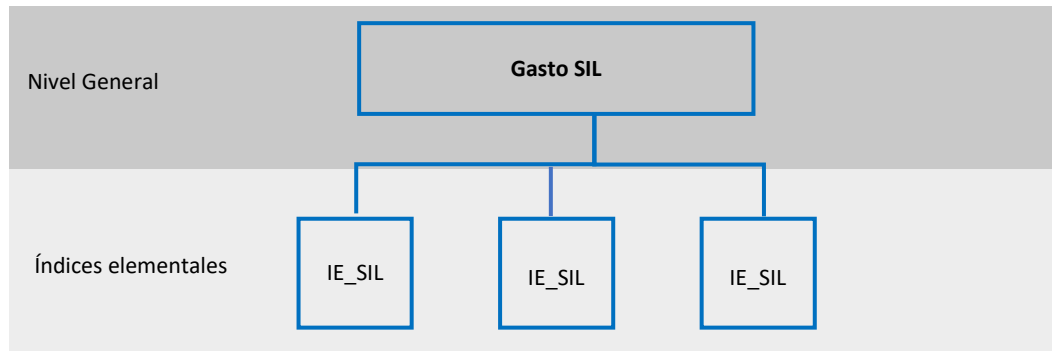 Gasto SIL
Nivel General
Índices elementales
IE_SIL
IE_SIL
IE_SIL